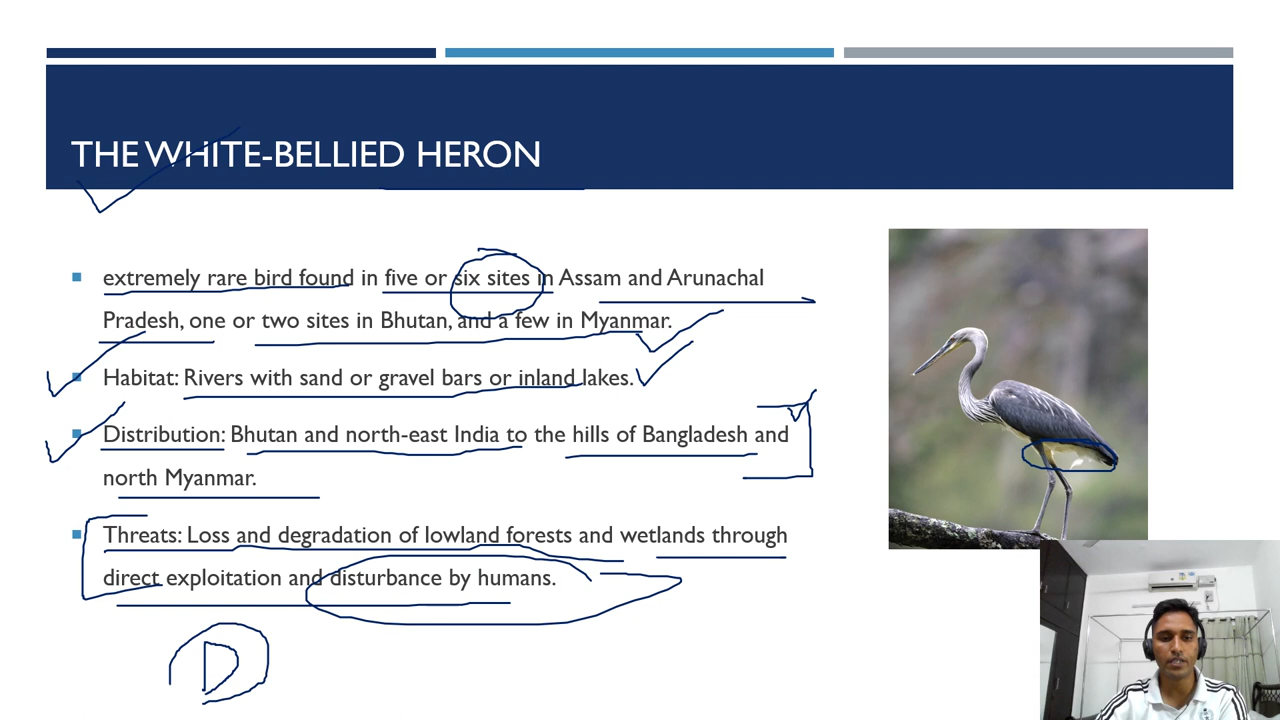 THE WHITE-BELLIED HERON
extremely rare bird found in five or six sites in Assam and Arunachal
Pradesh, one or two sites in Bhutan, and a few in Myanmar.
Habitat: Rivers with sand or gravel bars or inland lakes.
Distribution: Bhutan and north-east India to the hills of Bangladesh and
north Myanmar.
Threats: Loss and degradation of lowland forests and wetlands through
direct exploitation and disturbance by humans.
D